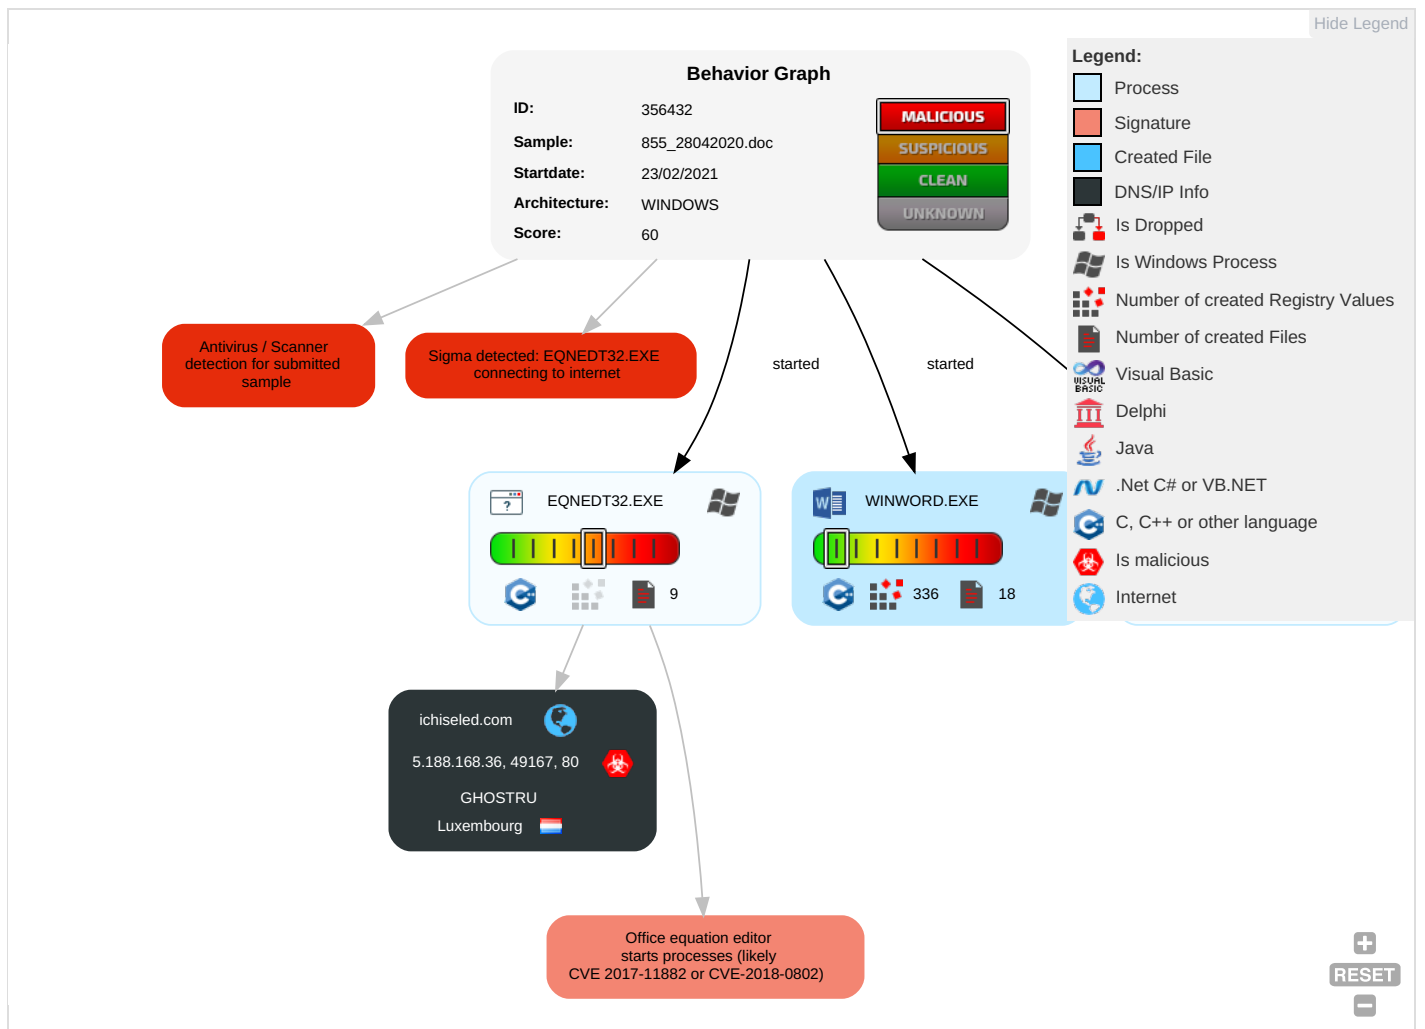 Hide Legend
Behavior Graph
ID: 356432
Sample: 855_28042020.doc
Startdate: 23/02/2021
Architecture: WINDOWS
Score: 60
MALICIOUS
SUSPICIOUS
CLEAN
UNKNOWN
Legend:
Process
Signature
Created File
DNS/IP Info
Is Dropped
Is Windows Process
Number of created Registry Values
Number of created Files
VISUAL
BASIC
Visual Basic
Delphi
Java
.Net C# or VB.NET
C, C++ or other language
Is malicious
Internet
Antivirus / Scanner
detection for submitted
sample
Sigma detected: EQNEDT32.EXE
connecting to internet
started
started
?
EQNEDT32.EXE
9
W
WINWORD.EXE
336
18
ichiseled.com
5.188.168.36, 49167, 80
GHOSTRU
Luxembourg
Office equation editor
starts processes (likely
CVE 2017-11882 or CVE-2018-0802)
RESET